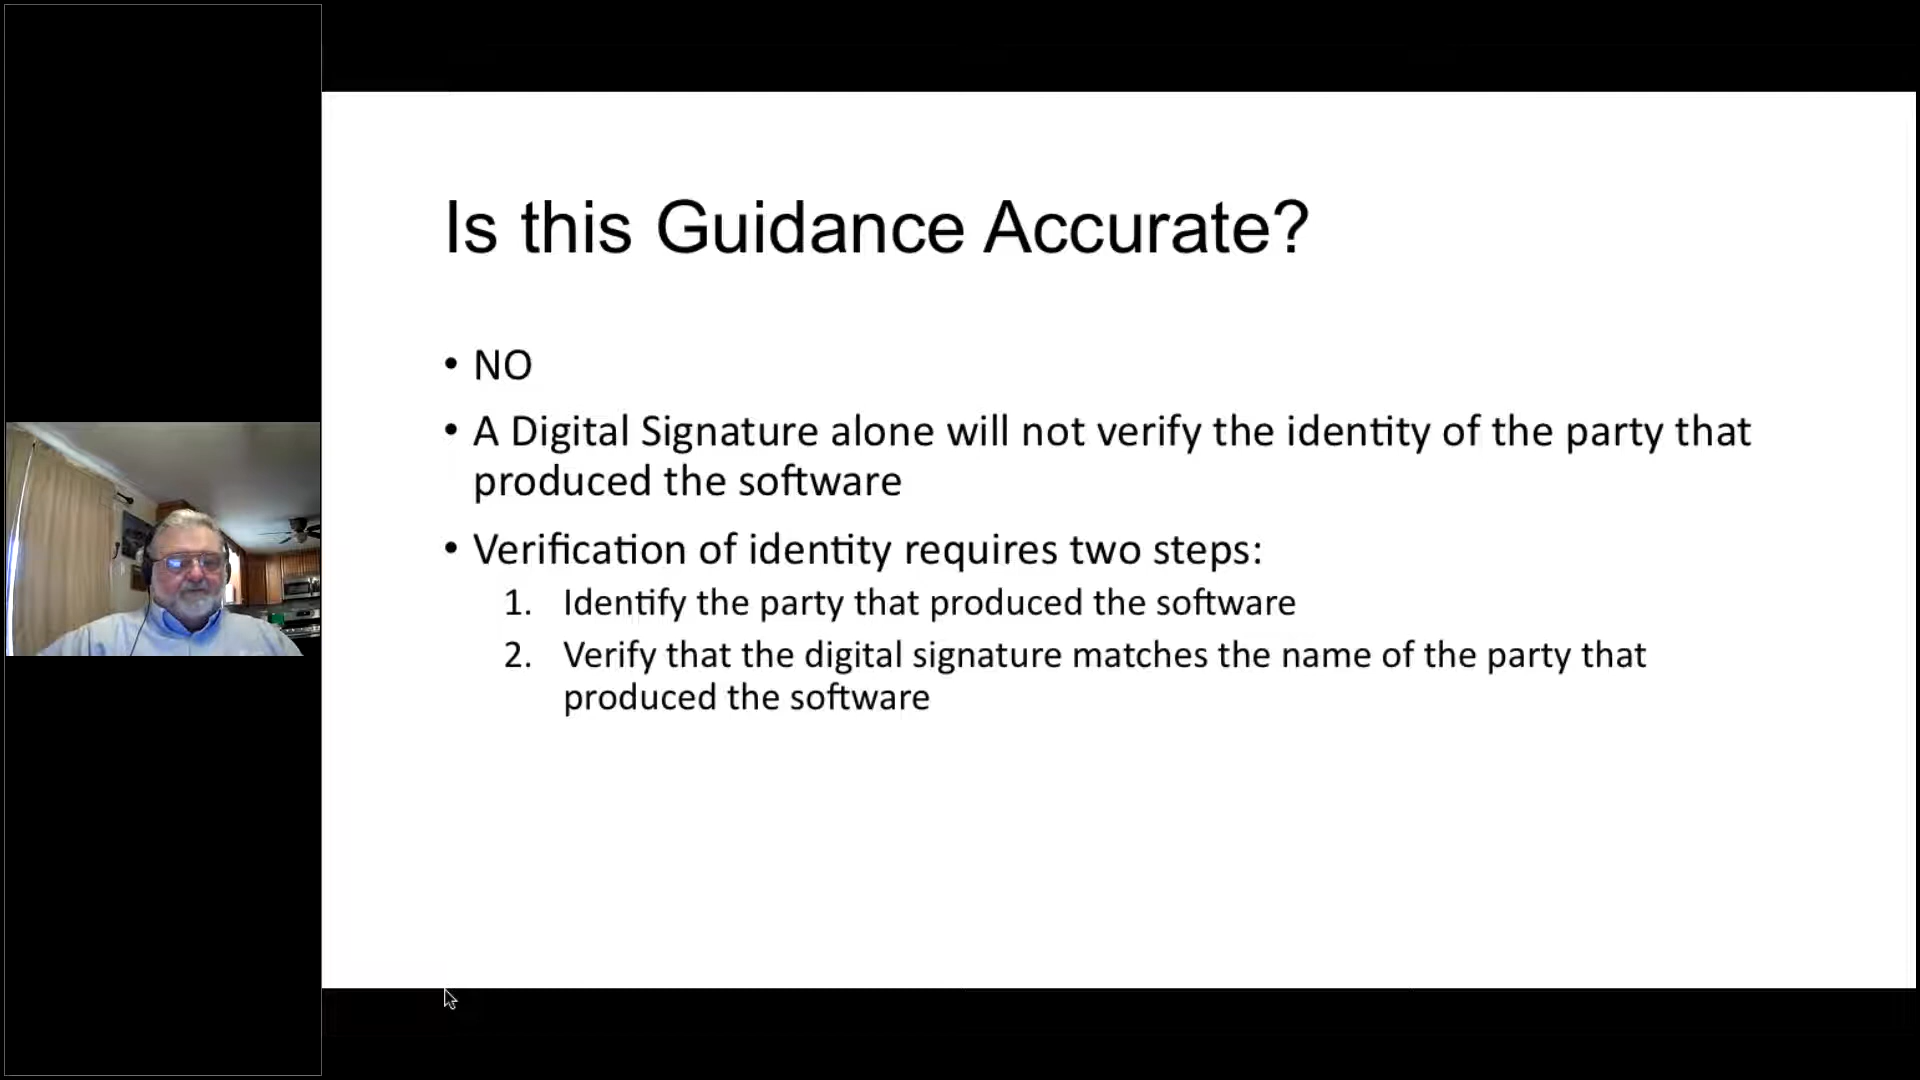 Is this Guidance Accurate?
• NO
• A Digital Signature alone will not verify the identity of the party that
produced the software
• Verification of identity requires two steps:
1. Identify the party that produced the software
2. Verify that the digital signature matches the name of the party that
produced the software